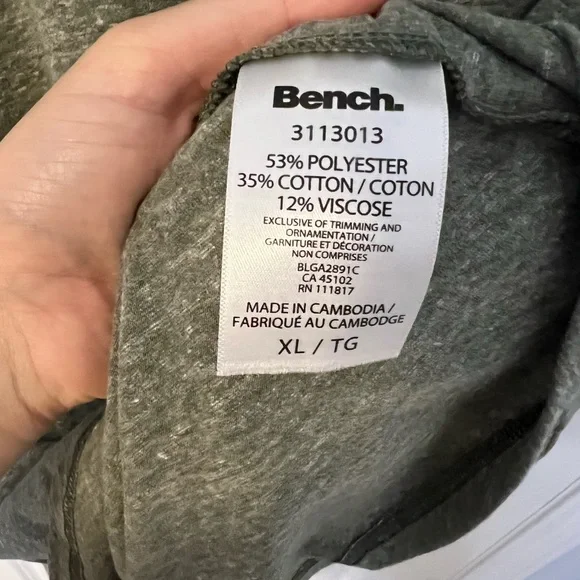 Bench.
3113013
53% POLYESTER
35% COTTON / COTON
12% VISCOSE
EXCLUSIVE OF TRIMMING AND
ORNAMENTATION /
GARNITURE ET DÉCORATION
NON COMPRISES
BLGA2891C
CA 45102
RN 111817
MADE IN CAMBODIA /
FABRIQUÉ AU CAMBODGE
XL / TG